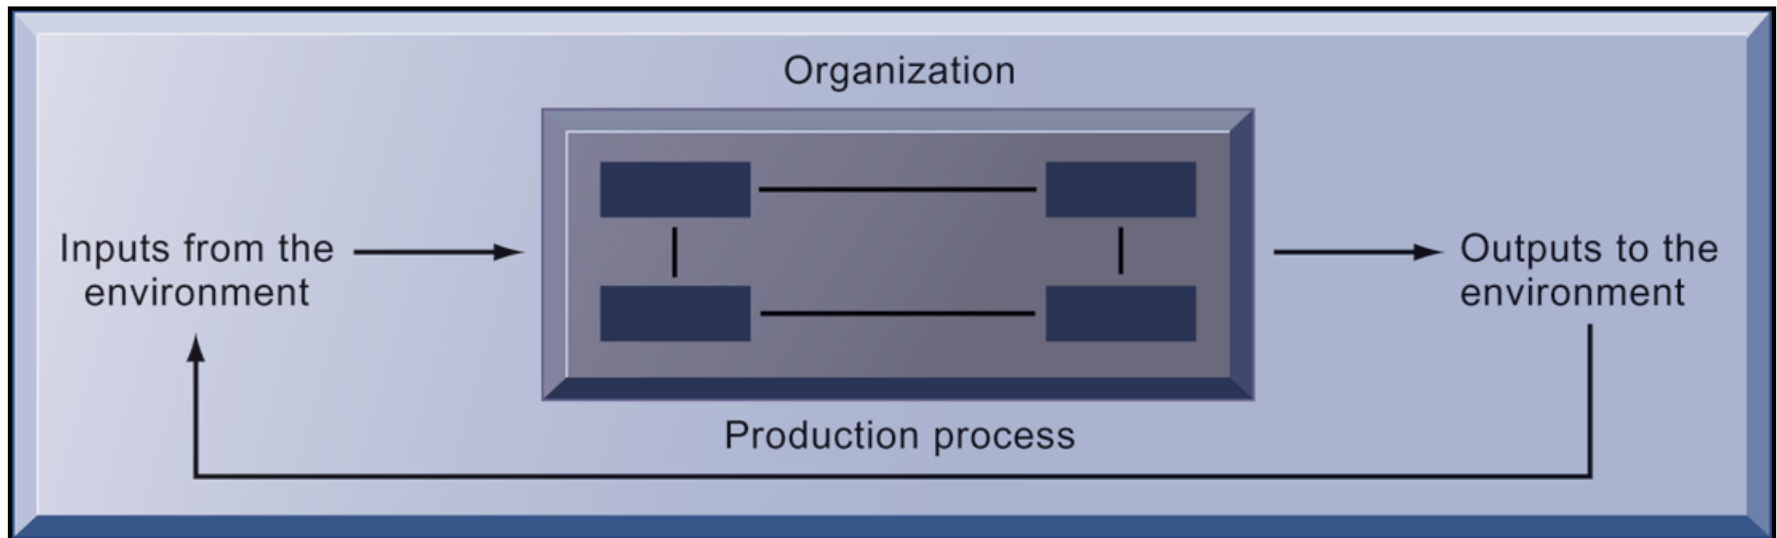 Organization
Inputs from the
environment
Outputs to the
environment
Production process